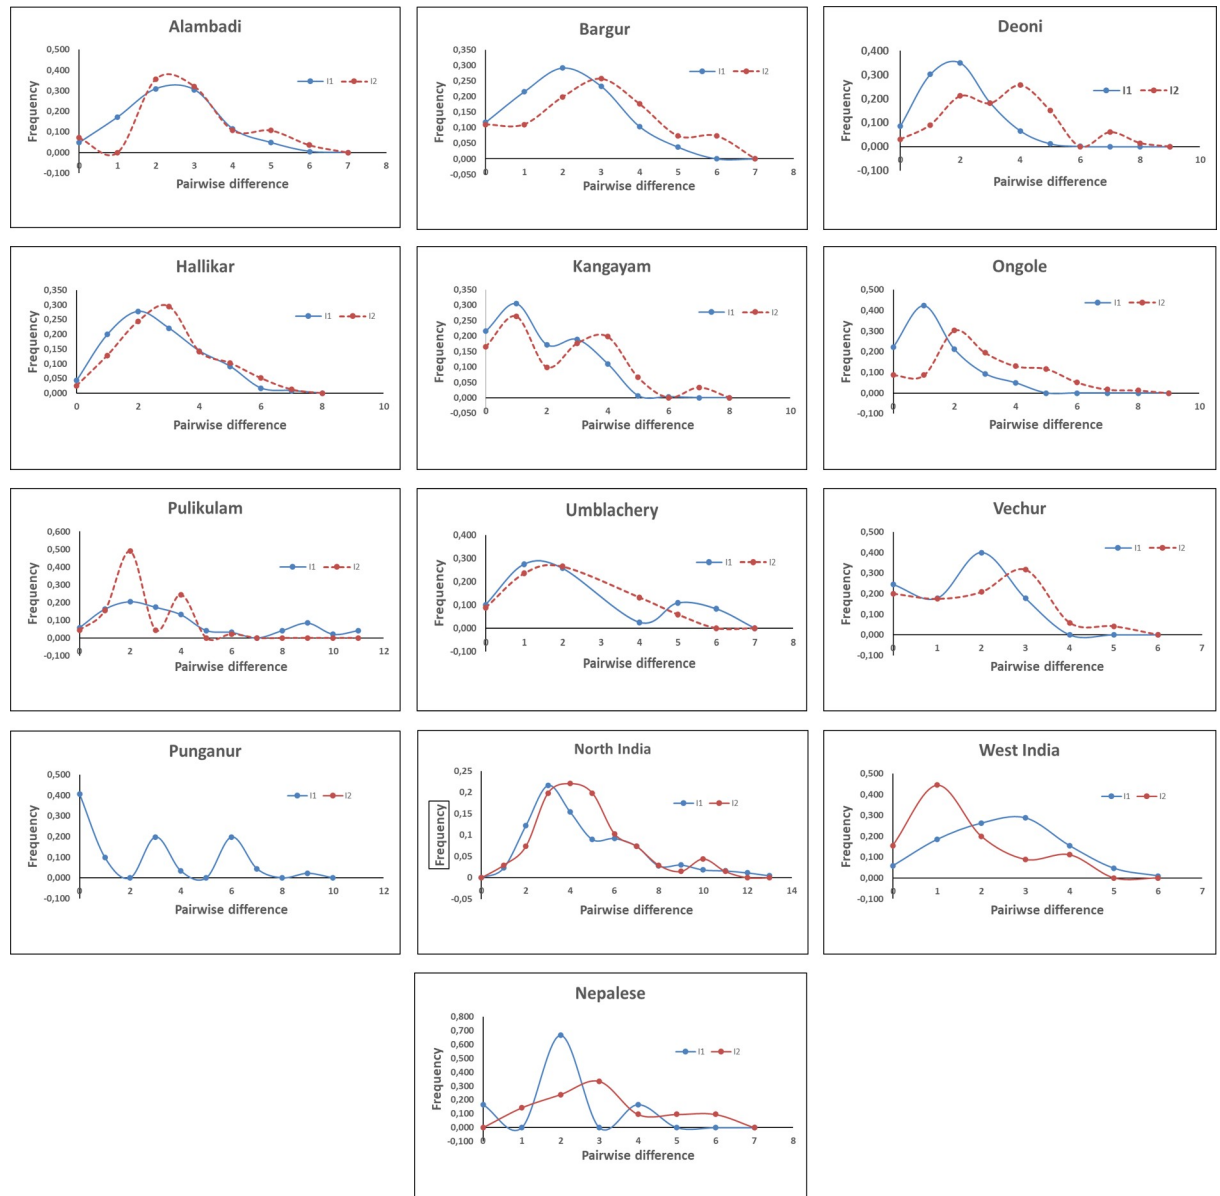 Alambadi
0,500
0,400
0,300
0,200
0,100
0,000
-0,100
Frequency
I1 I2
0 1 2 3 4 5 6 7 8
Pairwise difference
Bargur
0,350
0,300
0,250
0,200
0,150
0,100
0,050
0,000
-0,050
Frequency
I1 I2
0 1 2 3 4 5 6 7 8
Pairwise difference
Deoni
0,400
0,300
0,200
0,100
0,000
-0,100
Frequency
I1 I2
0 2 4 6 8 10
Pairwise difference
Hallikar
0,350
0,300
0,250
0,200
0,150
0,100
0,050
0,000
Frequency
I1 I2
0 2 4 6 8 10
Pairwise difference
Kangayam
0,350
0,300
0,250
0,200
0,150
0,100
0,050
0,000
-0,050
Frequency
I1 I2
0 2 4 6 8 10
Pairwise difference
Ongole
0,500
0,400
0,300
0,200
0,100
0,000
-0,100
Frequency
I1 I2
0 2 4 6 8 10
Pairwise difference
Pulikulam
0,600
0,500
0,400
0,300
0,200
0,100
0,000
-0,100
Frequency
I1 I2
0 2 4 6 8 10 12
Pairwise difference
Umblachery
0,400
0,300
0,200
0,100
0,000
-0,100
Frequency
I1 I2
0 1 2 3 4 5 6 7 8
Pairwise difference
Vechur
0,500
0,400
0,300
0,200
0,100
0,000
-0,100
Frequency
I1 I2
0 1 2 3 4 5 6 7
Pairwise difference
Punganur
0,500
0,400
0,300
0,200
0,100
0,000
-0,100
Frequency
I1 I2
0 2 4 6 8 10 12
Pairwise difference
North India
0,25
0,2
0,15
0,1
0,05
0
-0,05
Frequency
I1 I2
0 2 4 6 8 10 12 14
Pairwise difference
West India
0,500
0,400
0,300
0,200
0,100
0,000
-0,100
Frequency
I1 I2
0 1 2 3 4 5 6 7
Pairiwse difference
Nepalese
0,800
0,700
0,600
0,500
0,400
0,300
0,200
0,100
0,000
-0,100
Frequency
I1 I2
0 1 2 3 4 5 6 7 8
Pairwise difference